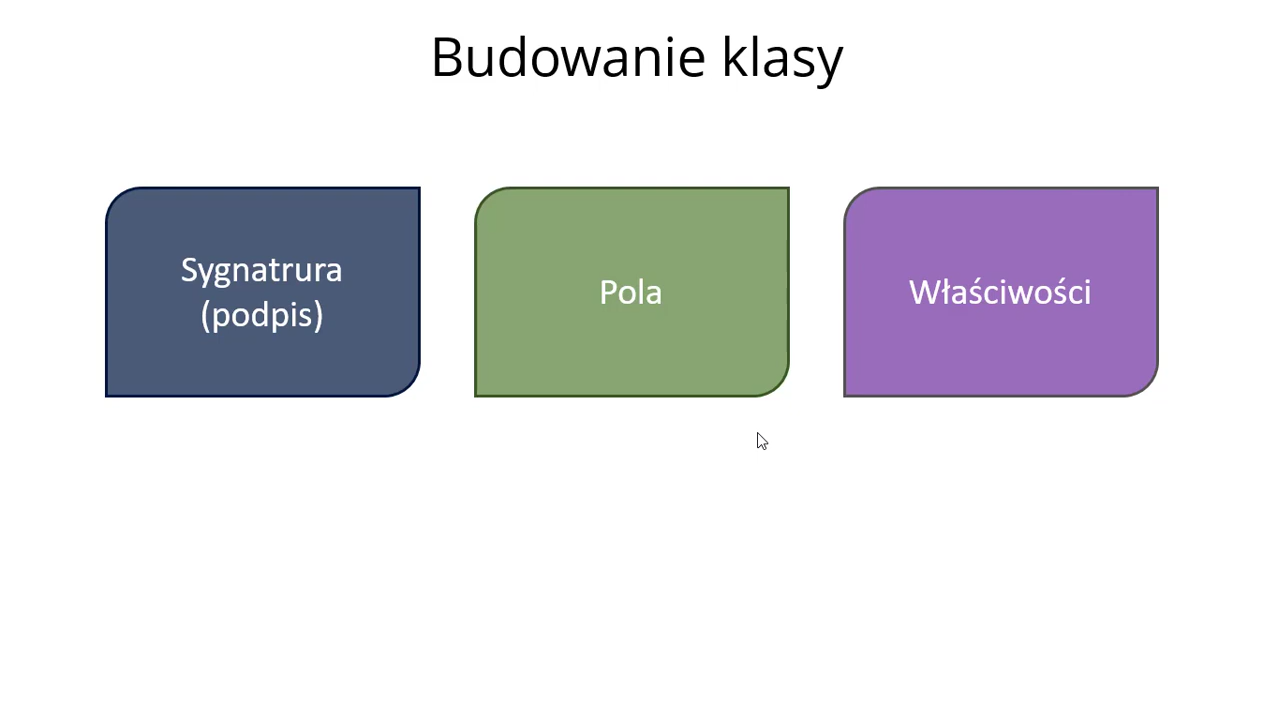 Budowanie klasy
Sygnatrura
(podpis)
Pola
Właściwości